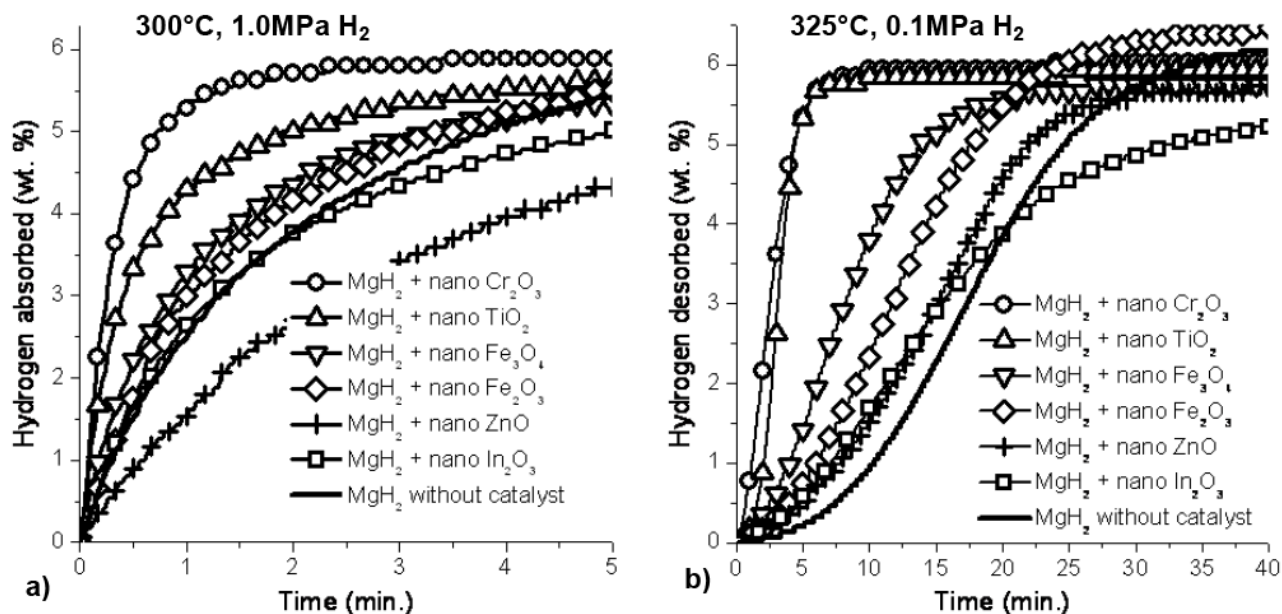 300°C, 1.0MPa H₂
Hydrogen absorbed (wt. %)
6
5
4
3
2
1
0
MgH₂ + nano Cr₂O₃
MgH₂ + nano TiO₂
MgH₂ + nano Fe₃O₄
MgH₂ + nano Fe₂O₃
MgH₂ + nano ZnO
MgH₂ + nano In₂O₃
MgH₂ without catalyst
0 1 2 3 4 5
a)
Time (min.)
325°C, 0.1MPa H₂
Hydrogen desorbed (wt. %)
6
5
4
3
2
1
0
MgH₂ + nano Cr₂O₃
MgH₂ + nano TiO₂
MgH₂ + nano Fe₃O₄
MgH₂ + nano Fe₂O₃
MgH₂ + nano ZnO
MgH₂ + nano In₂O₃
MgH₂ without catalyst
0 5 10 15 20 25 30 35 40
b)
Time (min.)